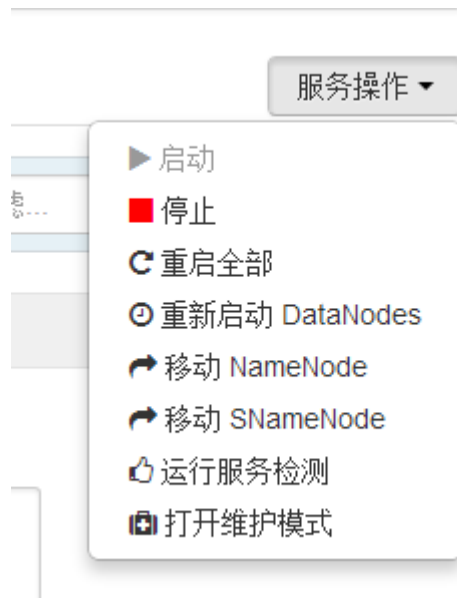 服务操作
启动
停止
重启全部
重新启动 DataNodes
移动 NameNode
移动 SNameNode
运行服务检测
打开维护模式